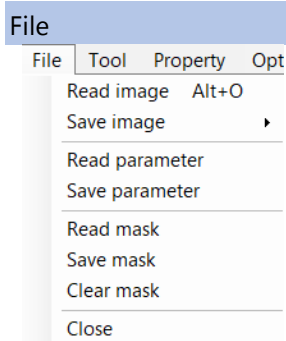 File
File Tool Property Opt
Read image Alt+O
Save image
Read parameter
Save parameter
Read mask
Save mask
Clear mask
Close